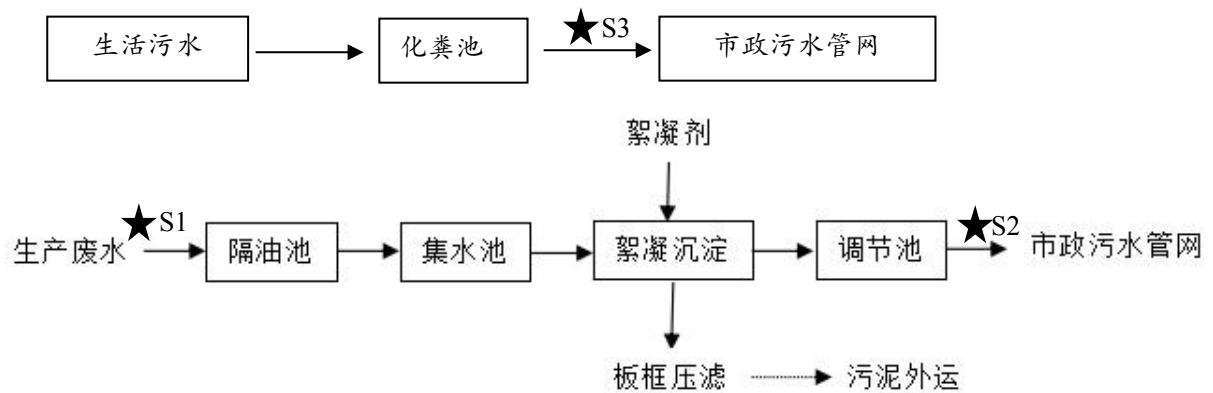 生活污水
化粪池
★S3
市政污水管网
絮凝剂
生产废水
★S1
隔油池
集水池
絮凝沉淀
调节池
★S2
市政污水管网
板框压滤
污泥外运